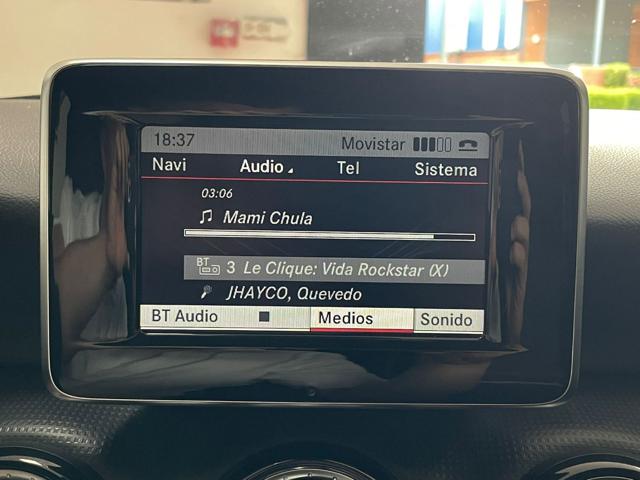 18:37 Movistar
Navi Audio Tel Sistema
03:06
Mami Chula
BT 3 Le Clique: Vida Rockstar (X)
JHAYCO, Quevedo
BT Audio Medios Sonido